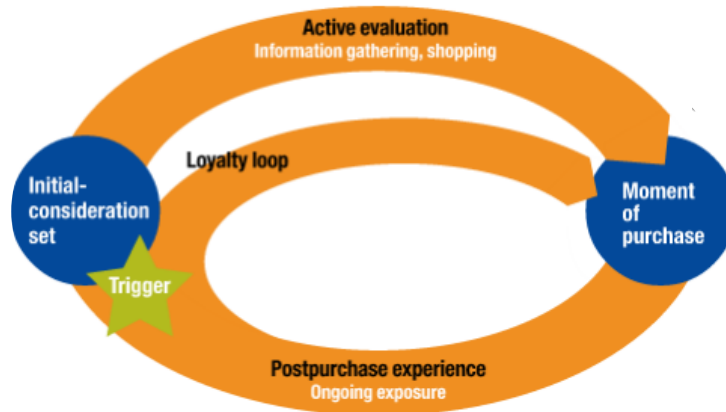 Active evaluation
Information gathering, shopping
Loyalty loop
Initial-
consideration
set
Moment
of
purchase
Trigger
Postpurchase experience
Ongoing exposure